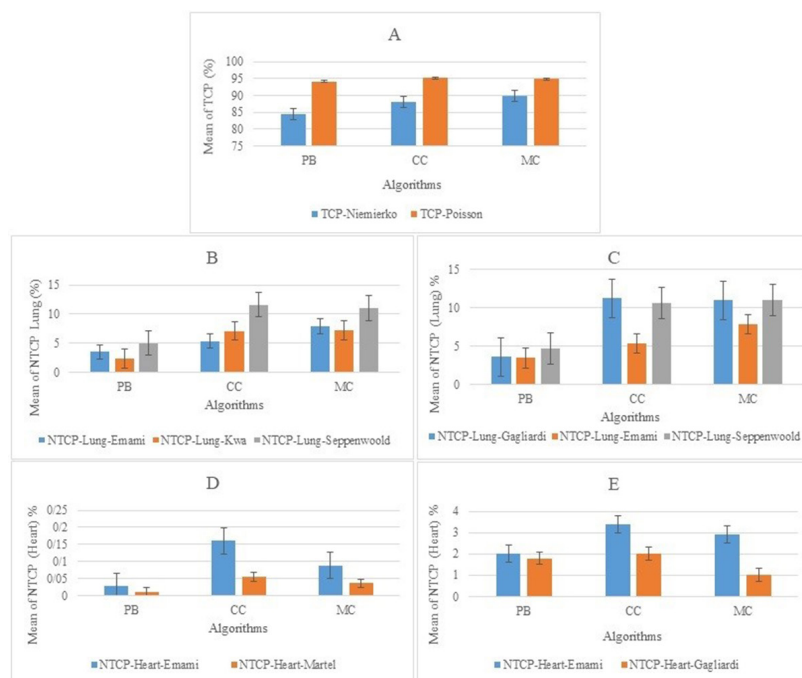 A
Mean of TCP (%)
100
95
90
85
80
75
PB CC MC
Algorithms
TCP-Niemierko TCP-Poisson
B
Mean of NTCP Lung (%)
15
10
5
0
PB CC MC
Algorithms
NTCP-Lung-Emami NTCP-Lung-Kwa NTCP-Lung-Seppenwoold
C
Mean of NTCP (Lung) %
15
10
5
0
PB CC MC
Algorithms
NTCP-Lung-Gagliardi NTCP-Lung-Emami NTCP-Lung-Seppenwoold
D
Mean of NTCP (Heart) %
0/25
0/2
0/15
0/1
0/05
0
PB CC MC
Algorithms
NTCP-Heart-Emami NTCP-Heart-Martel
E
Mean of NTCP (Heart) %
4
3
2
1
0
PB CC MC
Algorithms
NTCP-Heart-Emami NTCP-Heart-Gagliardi